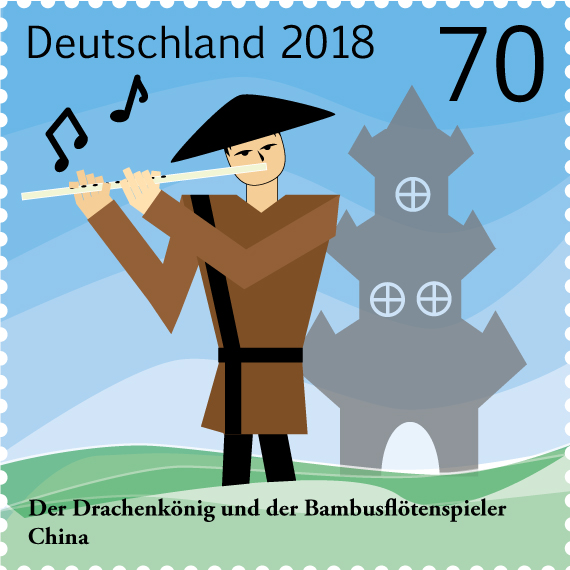 Deutschland 2018 70
Der Drachenkönig und der Bambusflötenspieler
China